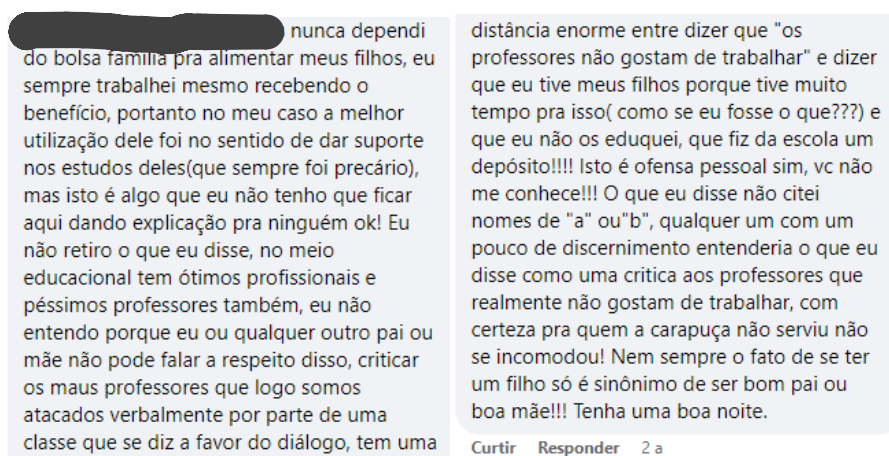 nunca dependi
do bolsa família pra alimentar meus filhos, eu
sempre trabalhei mesmo recebendo o
benefício, portanto no meu caso a melhor
utilização dele foi no sentido de dar suporte
nos estudos deles(que sempre foi precário),
mas isto é algo que eu não tenho que ficar
aqui dando explicação pra ninguém ok! Eu
não retiro o que eu disse, no meio
educacional tem ótimos profissionais e
péssimos professores também, eu não
entendo porque eu ou qualquer outro pai ou
mãe não pode falar a respeito disso, criticar
os maus professores que logo somos
atacados verbalmente por parte de uma
classe que se diz a favor do diálogo, tem uma
distância enorme entre dizer que "os
professores não gostam de trabalhar" e dizer
que eu tive meus filhos porque tive muito
tempo pra isso( como se eu fosse o que???) e
que eu não os eduquei, que fiz da escola um
depósito!!!! Isto é ofensa pessoal sim, vc não
me conhece!!! O que eu disse não citei
nomes de "a" ou"b", qualquer um com um
pouco de discernimento entenderia o que eu
disse como uma critica aos professores que
realmente não gostam de trabalhar, com
certeza pra quem a carapuça não serviu não
se incomodou! Nem sempre o fato de se ter
um filho só é sinônimo de ser bom pai ou
boa mãe!!! Tenha uma boa noite.
Curtir Responder 2 a